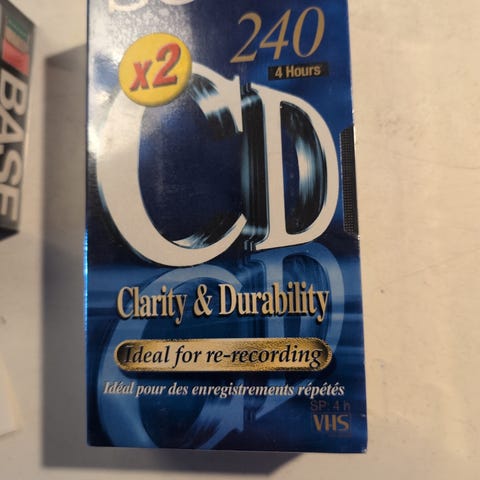 240
x2
4 Hours
CD
Clarity & Durability
Ideal for re-recording
Idéal pour des enregistrements répétés
SP: 4 h
VHS
BASF